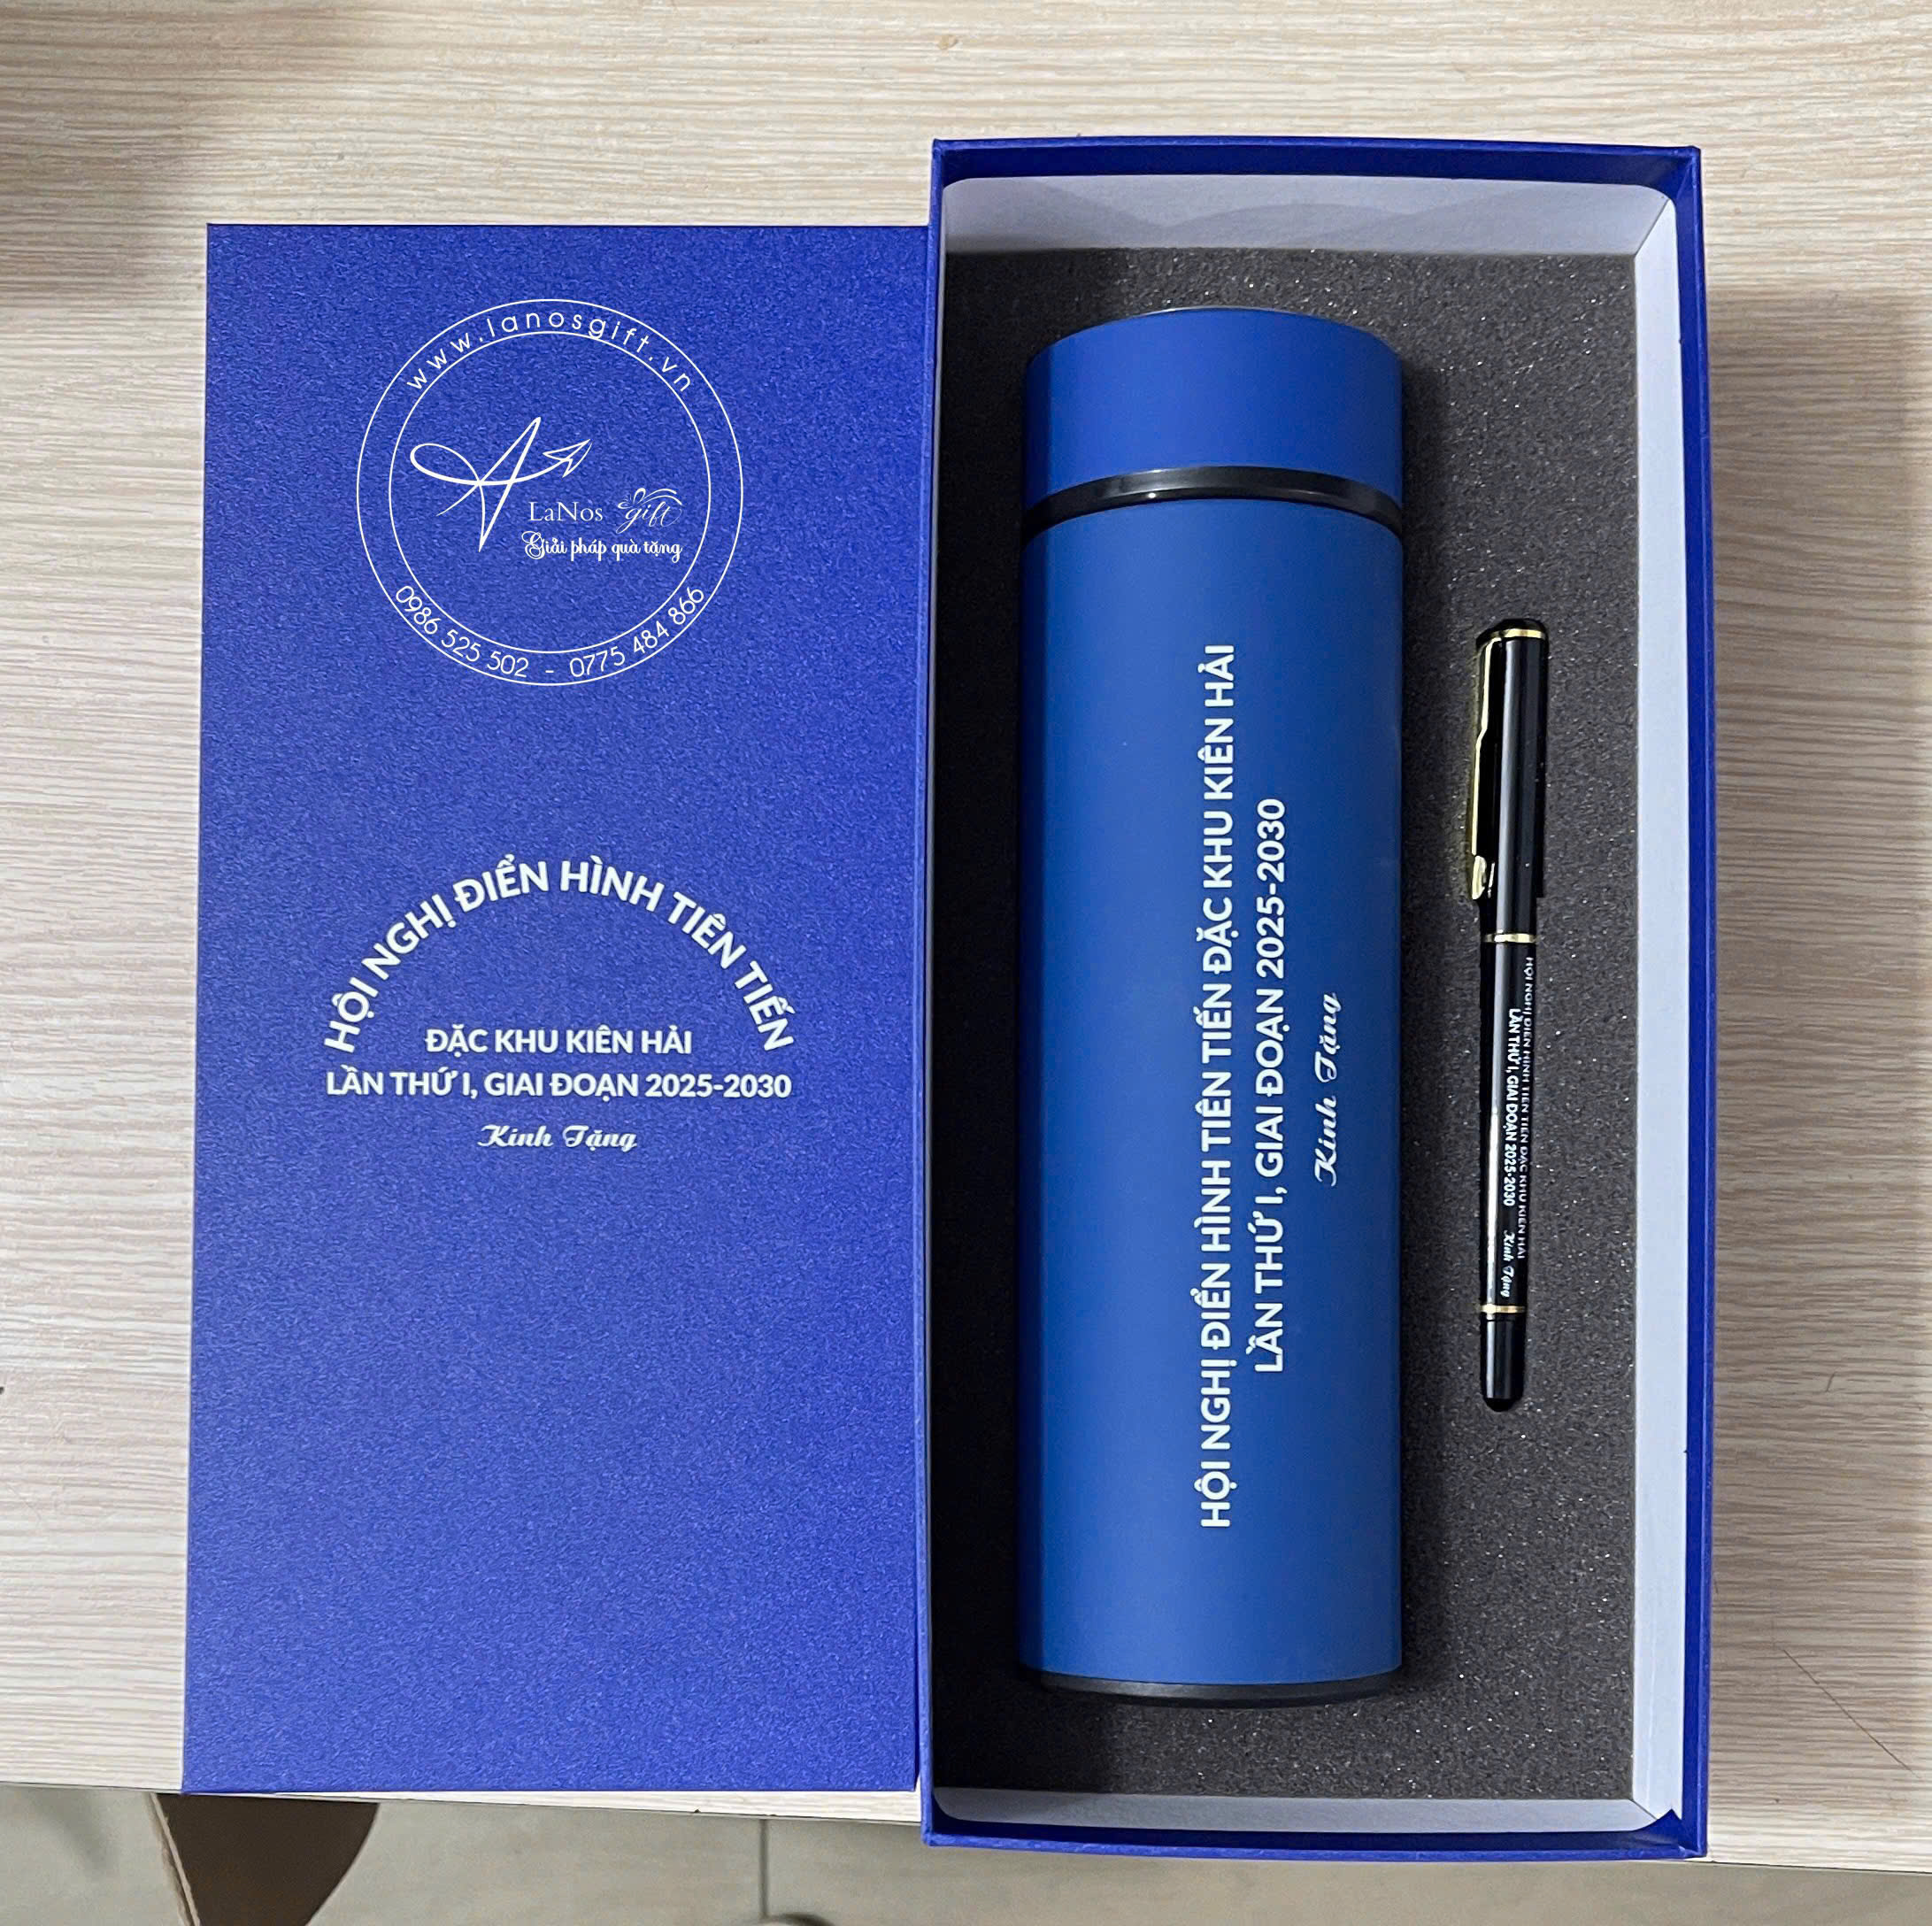 www.lanosgift.vn
LaNos gift
Giải pháp quà tặng
0986 525 502 - 0775 484 866
HỘI NGHỊ ĐIỂN HÌNH TIÊN TIẾN
ĐẶC KHU KIÊN HẢI
LẦN THỨ I, GIAI ĐOẠN 2025-2030
Kính Tặng
HỘI NGHỊ ĐIỂN HÌNH TIÊN TIẾN ĐẶC KHU KIÊN HẢI
LẦN THỨ I, GIAI ĐOẠN 2025-2030
Kính Tặng
HỘI NGHỊ ĐIỂN HÌNH TIÊN TIẾN ĐẶC KHU KIÊN HẢI
LẦN THỨ I, GIAI ĐOẠN 2025-2030 Kính Tặng